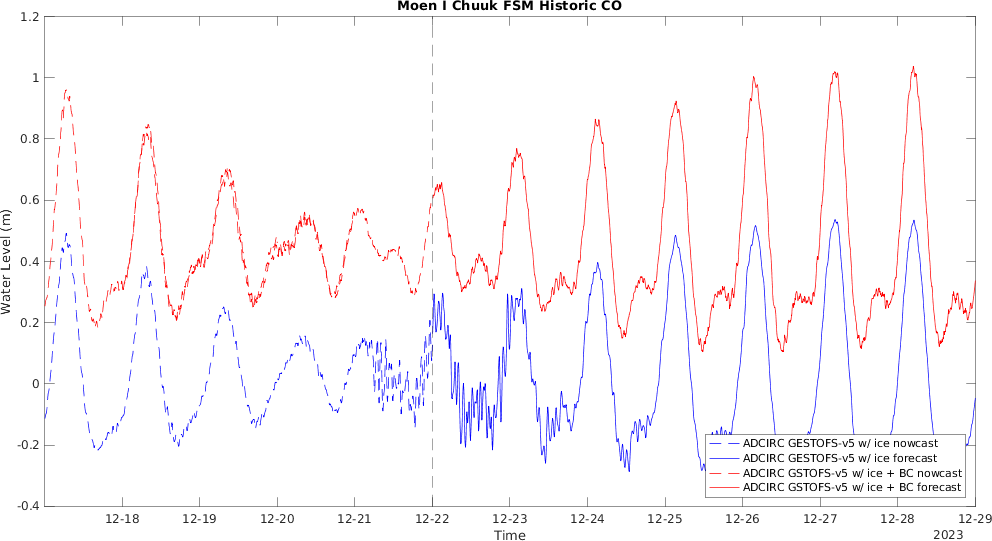 Moen I Chuuk FSM Historic CO
Water Level (m)
1.2
1
0.8
0.6
0.4
0.2
0
-0.2
-0.4
ADCIRC GESTOFS-v5 w/ ice nowcast
ADCIRC GESTOFS-v5 w/ ice forecast
ADCIRC GSTOFS-v5 w/ ice + BC nowcast
ADCIRC GSTOFS-v5 w/ ice + BC forecast
12-18 12-19 12-20 12-21 12-22 12-23 12-24 12-25 12-26 12-27 12-28 12-29
Time
2023